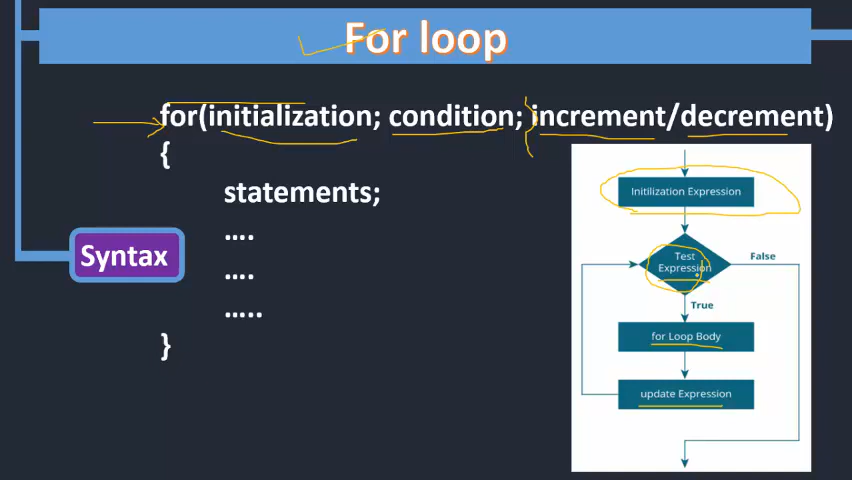 For loop
for(initialization; condition; increment/decrement)
{
statements;
....
....
.....
}
Syntax
Initilization Expression
Test
Expression
False
True
for Loop Body
update Expression